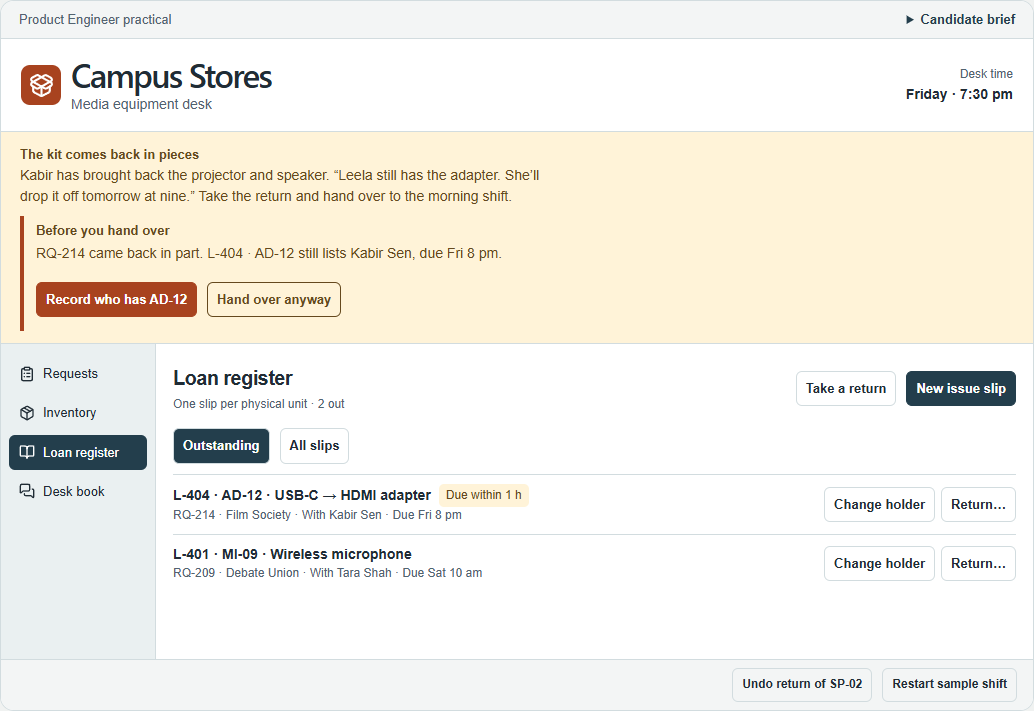 Product Engineer practical
▶ Candidate brief
Campus Stores
Media equipment desk
Desk time
Friday · 7:30 pm
The kit comes back in pieces
Kabir has brought back the projector and speaker. “Leela still has the adapter. She’ll
drop it off tomorrow at nine.” Take the return and hand over to the morning shift.
Before you hand over
RQ-214 came back in part. L-404 · AD-12 still lists Kabir Sen, due Fri 8 pm.
Record who has AD-12
Hand over anyway
Requests
Inventory
Loan register
Desk book
Loan register
One slip per physical unit · 2 out
Take a return
New issue slip
Outstanding
All slips
L-404 · AD-12 · USB-C → HDMI adapter
Due within 1 h
RQ-214 · Film Society · With Kabir Sen · Due Fri 8 pm
Change holder
Return…
L-401 · MI-09 · Wireless microphone
RQ-209 · Debate Union · With Tara Shah · Due Sat 10 am
Change holder
Return…
Undo return of SP-02
Restart sample shift